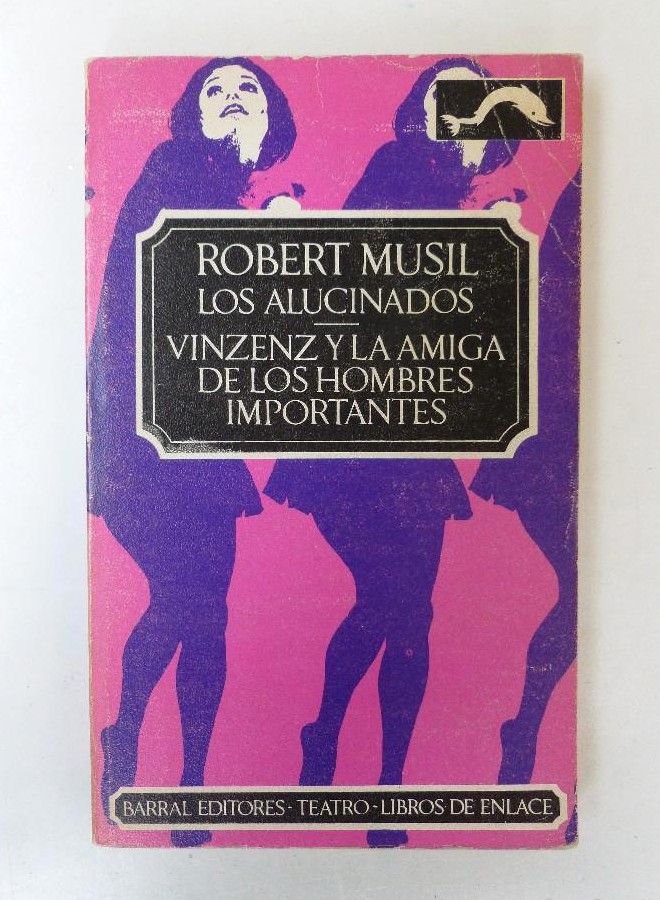 ROBERT MUSIL
LOS ALUCINADOS
VINZENZ Y LA AMIGA
DE LOS HOMBRES
IMPORTANTES
BARRAL EDITORES - TEATRO - LIBROS DE ENLACE